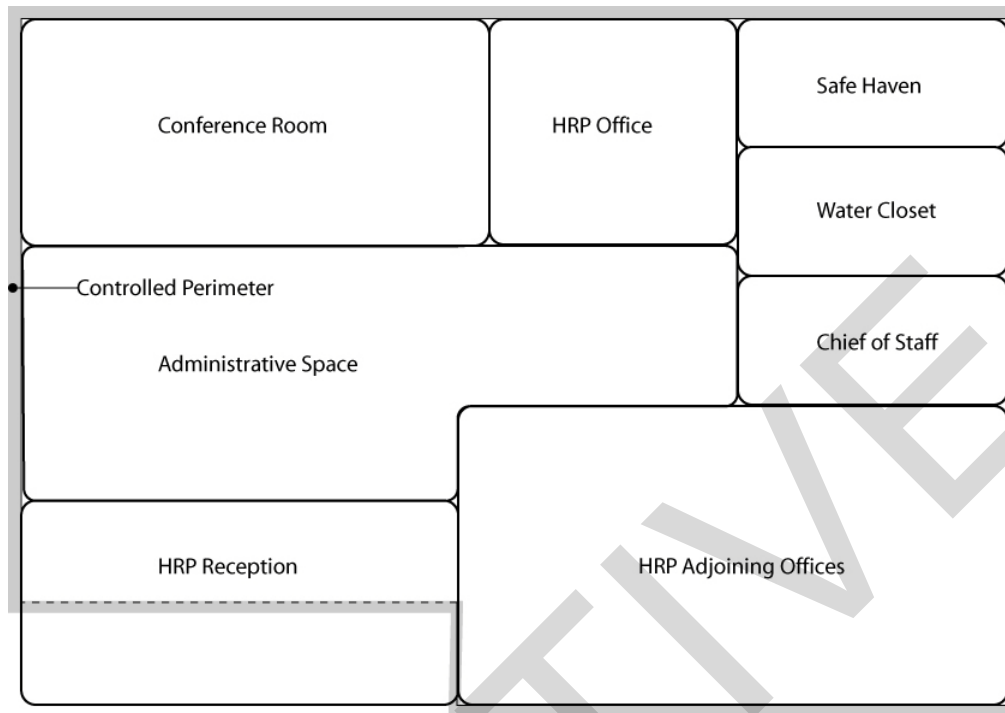 Conference Room
HRP Office
Safe Haven
Water Closet
Controlled Perimeter
Chief of Staff
Administrative Space
HRP Reception
HRP Adjoining Offices
TIVE